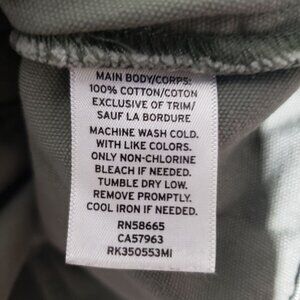 MAIN BODY/CORPS:
100% COTTON/COTON
EXCLUSIVE OF TRIM/
SAUF LA BORDURE
MACHINE WASH COLD.
WITH LIKE COLORS.
ONLY NON-CHLORINE
BLEACH IF NEEDED.
TUMBLE DRY LOW.
REMOVE PROMPTLY.
COOL IRON IF NEEDED.
RN58665
CA57963
RK350553MI